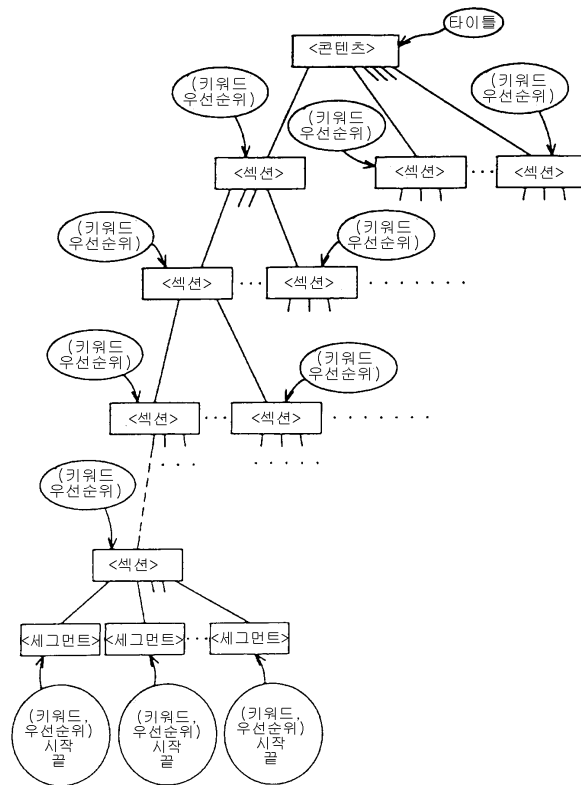 타이틀
<콘텐츠>
(키워드
우선순위)
(키워드
우선순위)
(키워드
우선순위)
<섹션>
<섹션>
...
<섹션>
(키워드
우선순위)
(키워드
우선순위)
<섹션>
...
<섹션>
(키워드
우선순위)
(키워드
우선순위)
<섹션>
...
<섹션>
(키워드
우선순위)
<섹션>
<세그먼트>
<세그먼트>
...
<세그먼트>
(키워드,
우선순위)
시작
끝
(키워드,
우선순위)
시작
끝
(키워드,
우선순위)
시작
끝